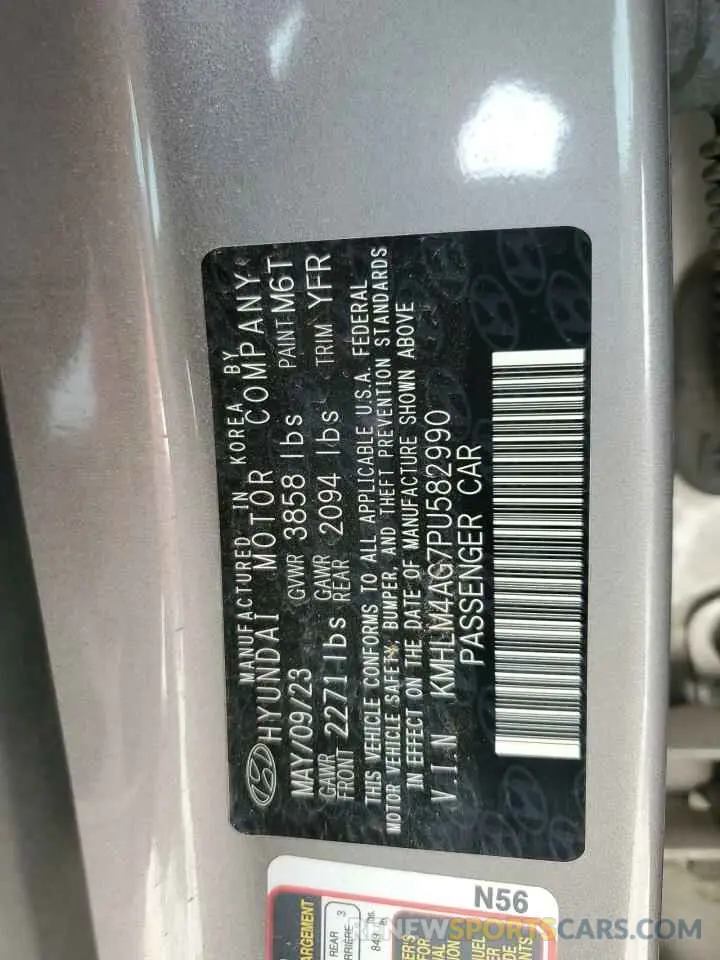 MANUFACTURED IN KOREA BY
HYUNDAI MOTOR COMPANY
MAY/09/23 GVWR 3858 lbs PAINT M6T
GAWR FRONT 2271 lbs GAWR REAR 2094 lbs TRIM YFR
THIS VEHICLE CONFORMS TO ALL APPLICABLE U.S.A. FEDERAL
MOTOR VEHICLE SAFETY, BUMPER, AND THEFT PREVENTION STANDARDS
IN EFFECT ON THE DATE OF MANUFACTURE SHOWN ABOVE
V.I.N KMHLM4AG7PU582990
PASSENGER CAR
N56
REAR 3